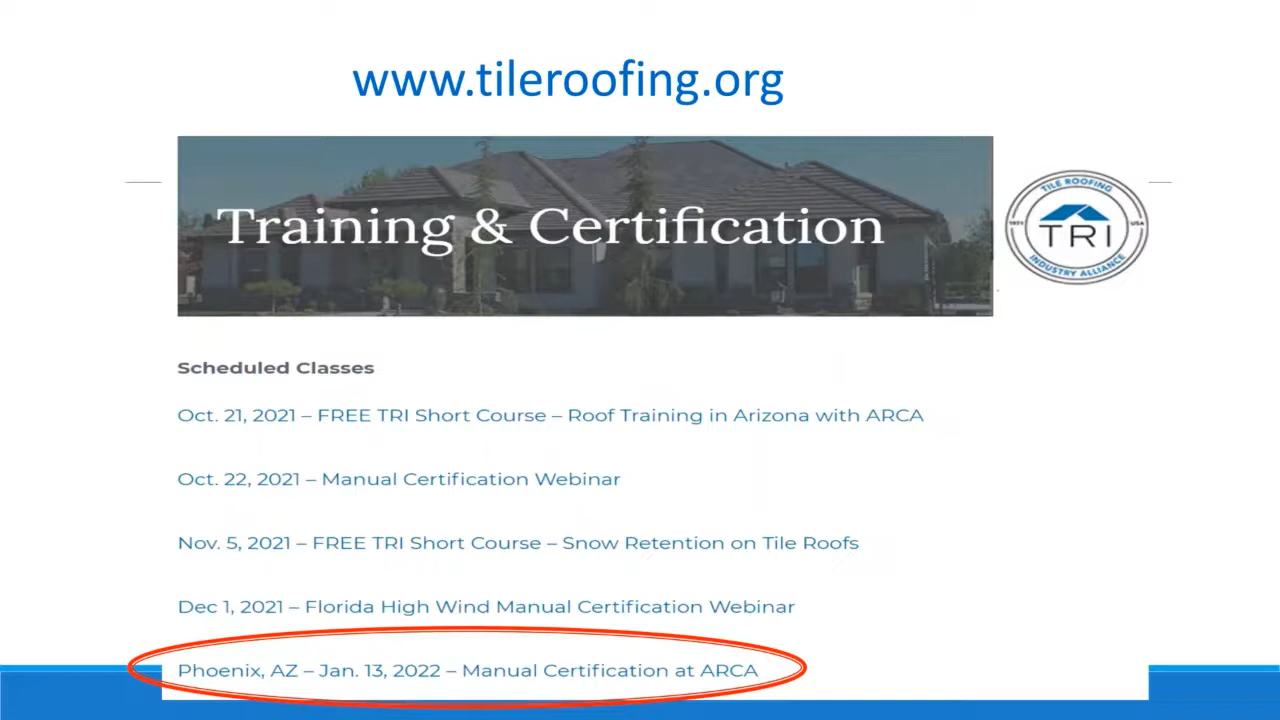 www.tileroofing.org
Training & Certification
TILE ROOFING
1971 USA
TRI
INDUSTRY ALLIANCE
Scheduled Classes
Oct. 21, 2021 – FREE TRI Short Course – Roof Training in Arizona with ARCA
Oct. 22, 2021 – Manual Certification Webinar
Nov. 5, 2021 – FREE TRI Short Course – Snow Retention on Tile Roofs
Dec 1, 2021 – Florida High Wind Manual Certification Webinar
Phoenix, AZ – Jan. 13, 2022 – Manual Certification at ARCA